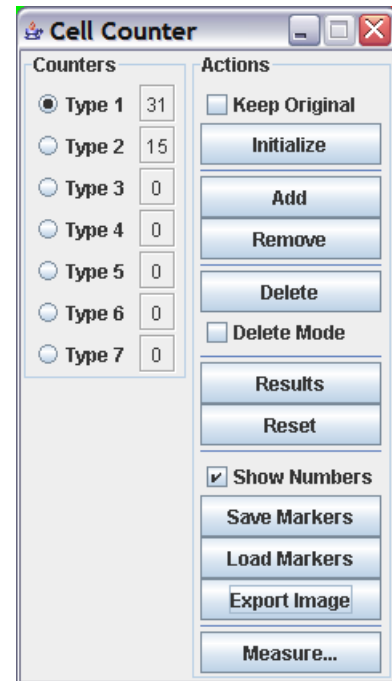 Cell Counter
Counters
Type 1 31
Type 2 15
Type 3 0
Type 4 0
Type 5 0
Type 6 0
Type 7 0
Actions
Keep Original
Initialize
Add
Remove
Delete
Delete Mode
Results
Reset
Show Numbers
Save Markers
Load Markers
Export Image
Measure...